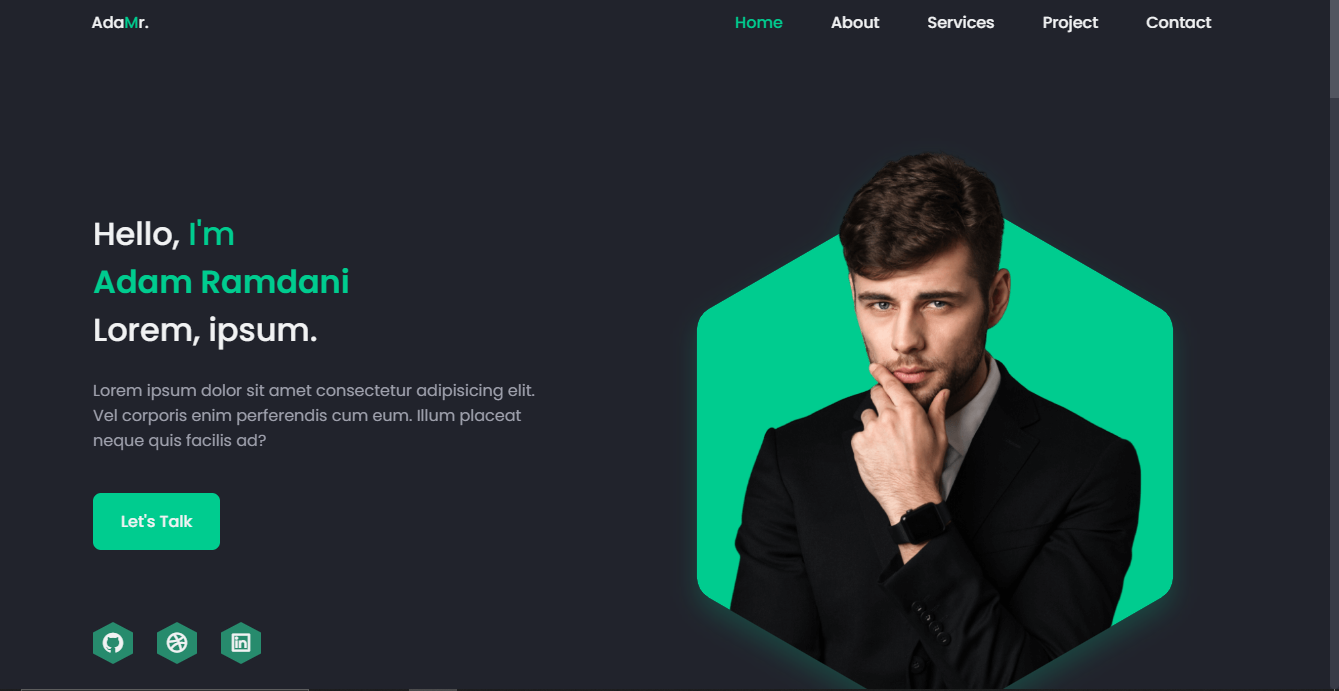 AdaMr.
Home About Services Project Contact
Hello, I'm
Adam Ramdani
Lorem, ipsum.
Lorem ipsum dolor sit amet consectetur adipisicing elit.
Vel corporis enim perferendis cum eum. Illum placeat
neque quis facilis ad?
Let's Talk
in